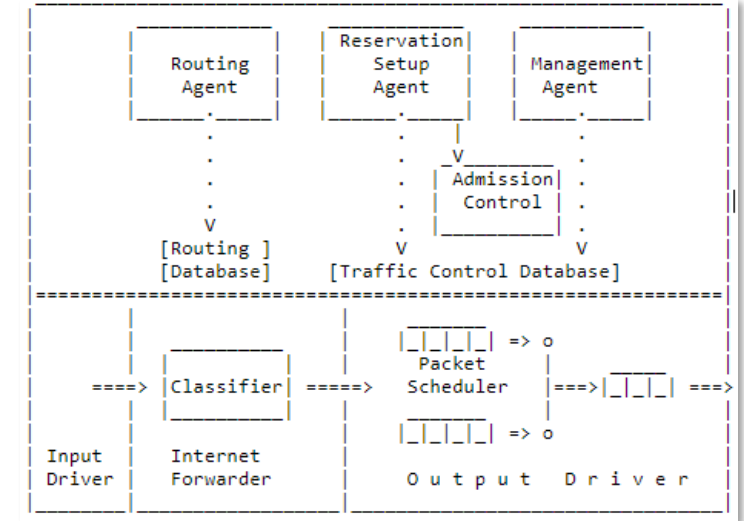 Routing Agent
Reservation Setup Agent
Management Agent
Admission Control
[Routing ]
[Database]
[Traffic Control Database]
=> o
Classifier
====>
=====>
Packet Scheduler
===>
===>
=> o
Input Driver
Internet Forwarder
O u t p u t   D r i v e r